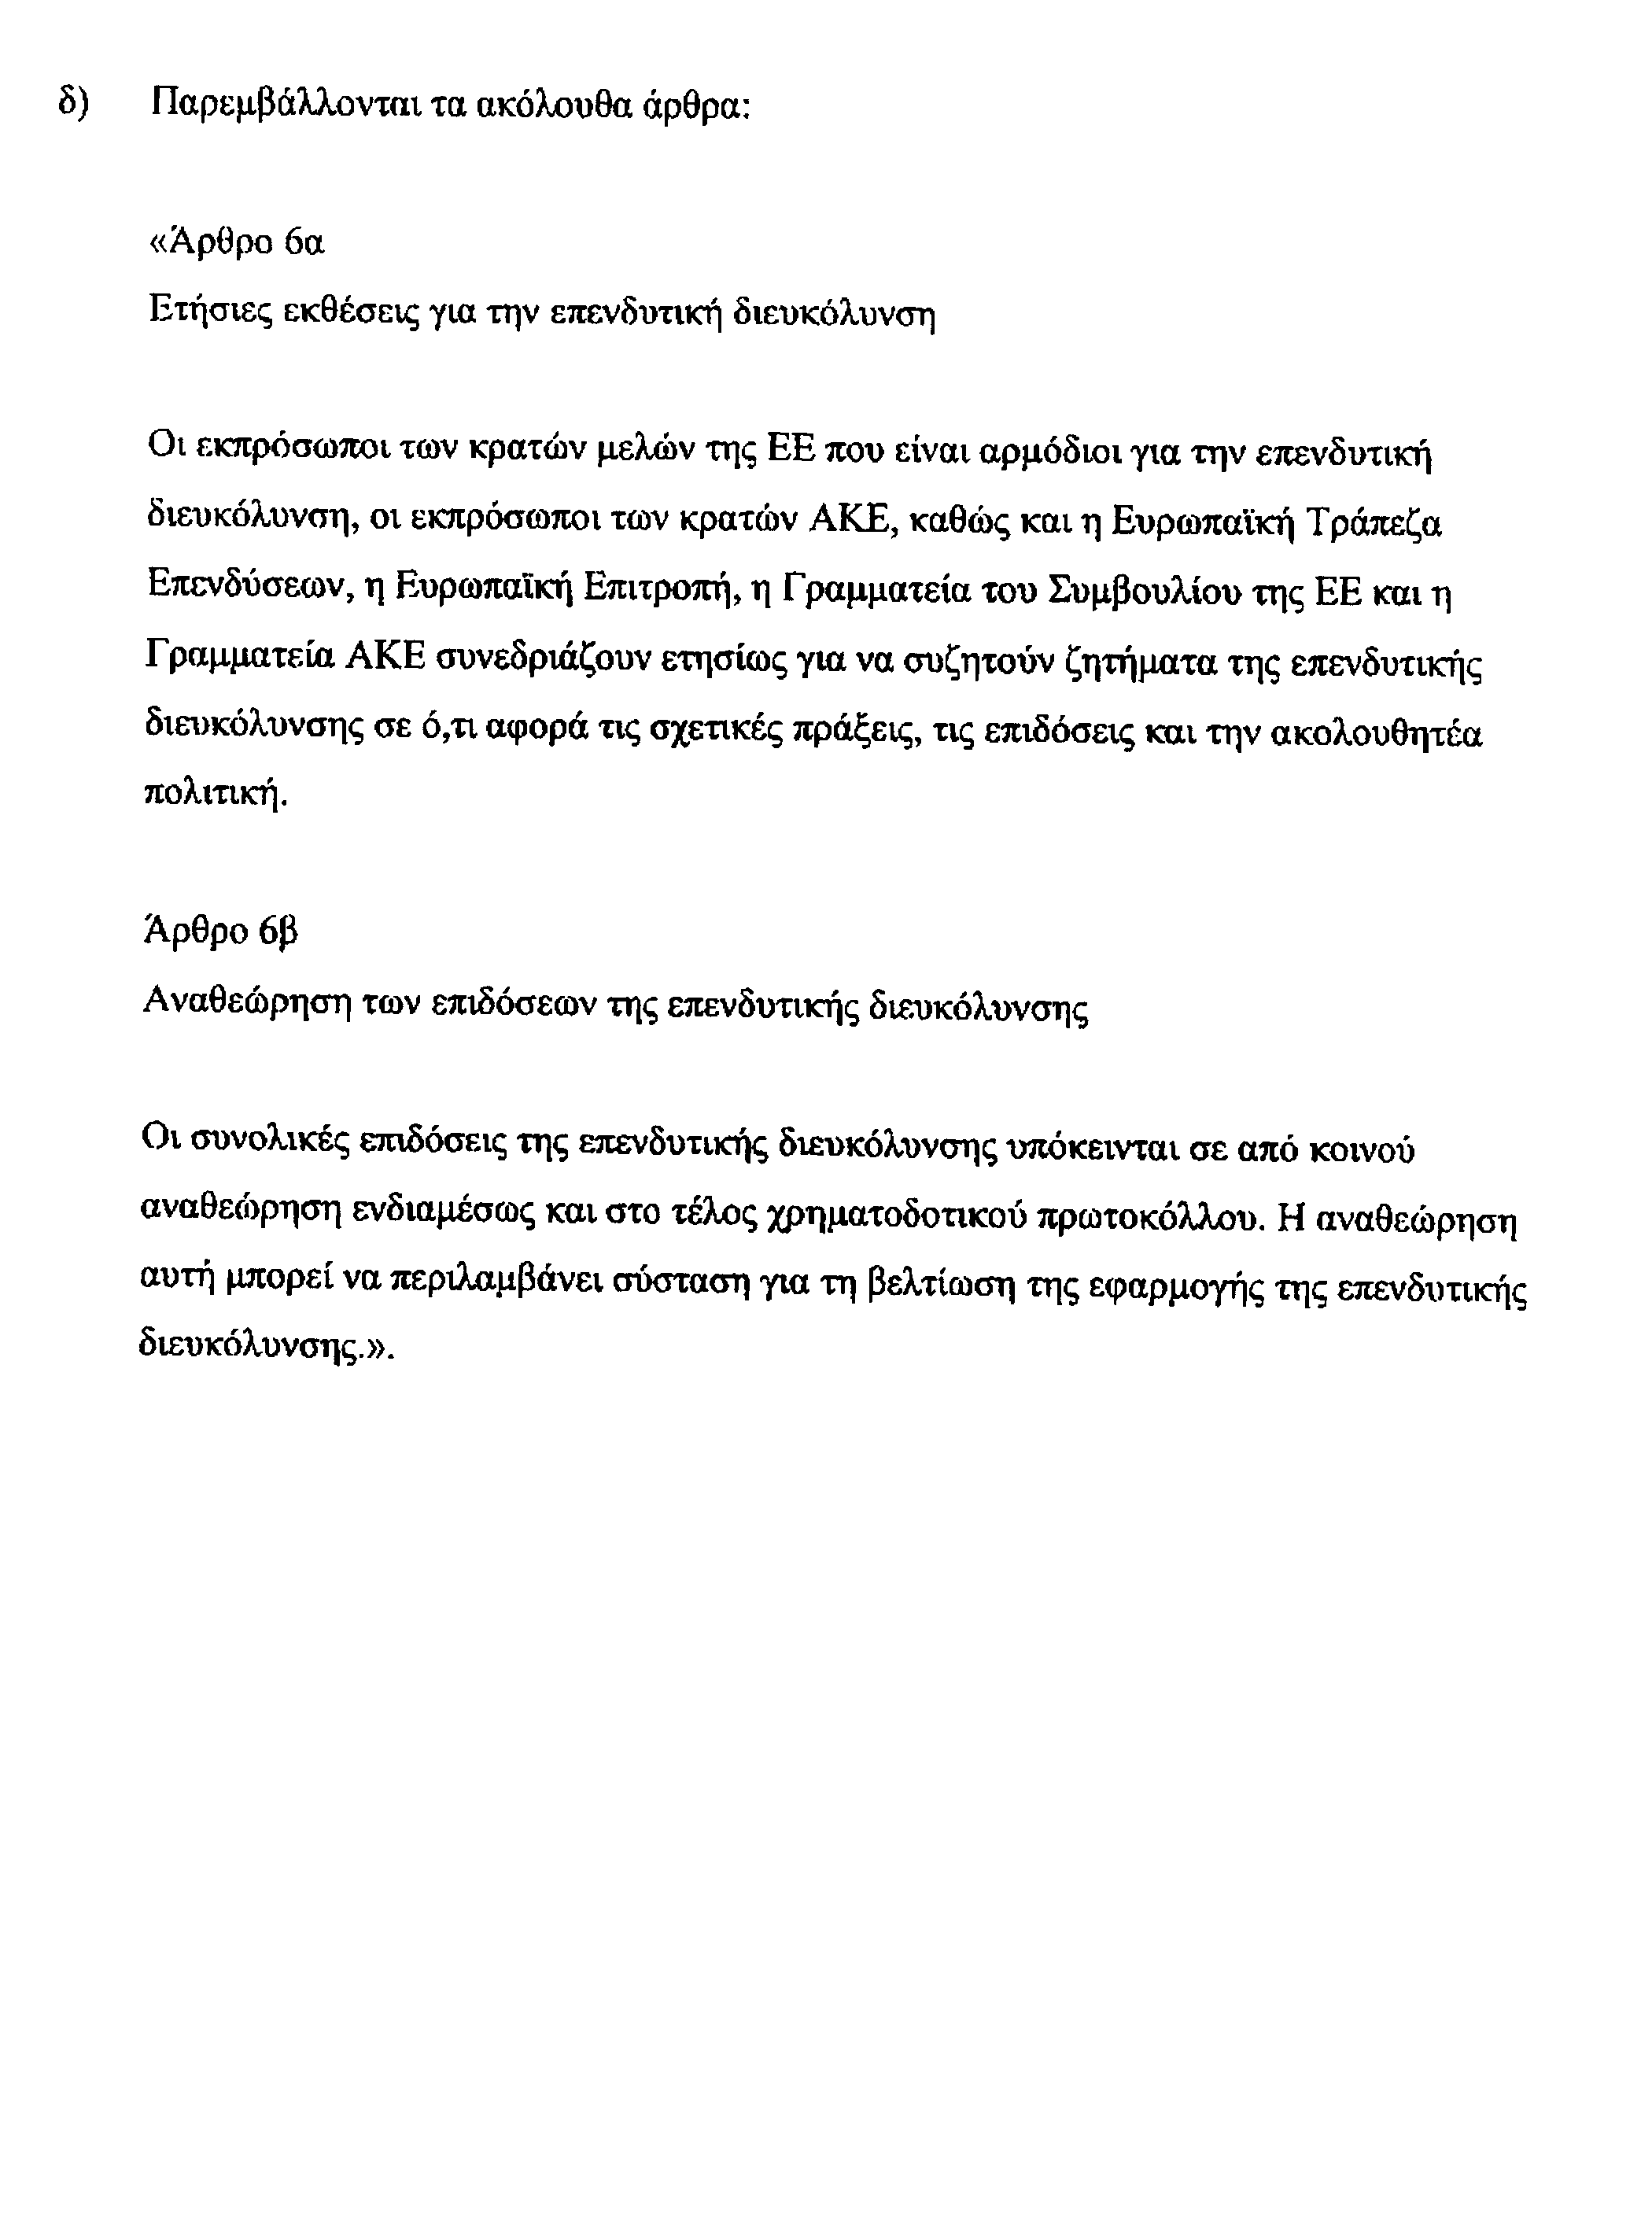 δ) Παρεμβάλλονται τα ακόλουθα άρθρα:
«Άρθρο 6α
Ετήσιες εκθέσεις για την επενδυτική διευκόλυνση
Οι εκπρόσωποι των κρατών μελών της ΕΕ που είναι αρμόδιοι για την επενδυτική
διευκόλυνση, οι εκπρόσωποι των κρατών ΑΚΕ, καθώς και η Ευρωπαϊκή Τράπεζα
Επενδύσεων, η Ευρωπαϊκή Επιτροπή, η Γραμματεία του Συμβουλίου της ΕΕ και η
Γραμματεία ΑΚΕ συνεδριάζουν ετησίως για να συζητούν ζητήματα της επενδυτικής
διευκόλυνσης σε ό,τι αφορά τις σχετικές πράξεις, τις επιδόσεις και την ακολουθητέα
πολιτική.
Άρθρο 6β
Αναθεώρηση των επιδόσεων της επενδυτικής διευκόλυνσης
Οι συνολικές επιδόσεις της επενδυτικής διευκόλυνσης υπόκεινται σε από κοινού
αναθεώρηση ενδιαμέσως και στο τέλος χρηματοδοτικού πρωτοκόλλου. Η αναθεώρηση
αυτή μπορεί να περιλαμβάνει σύσταση για τη βελτίωση της εφαρμογής της επενδυτικής
διευκόλυνσης.».